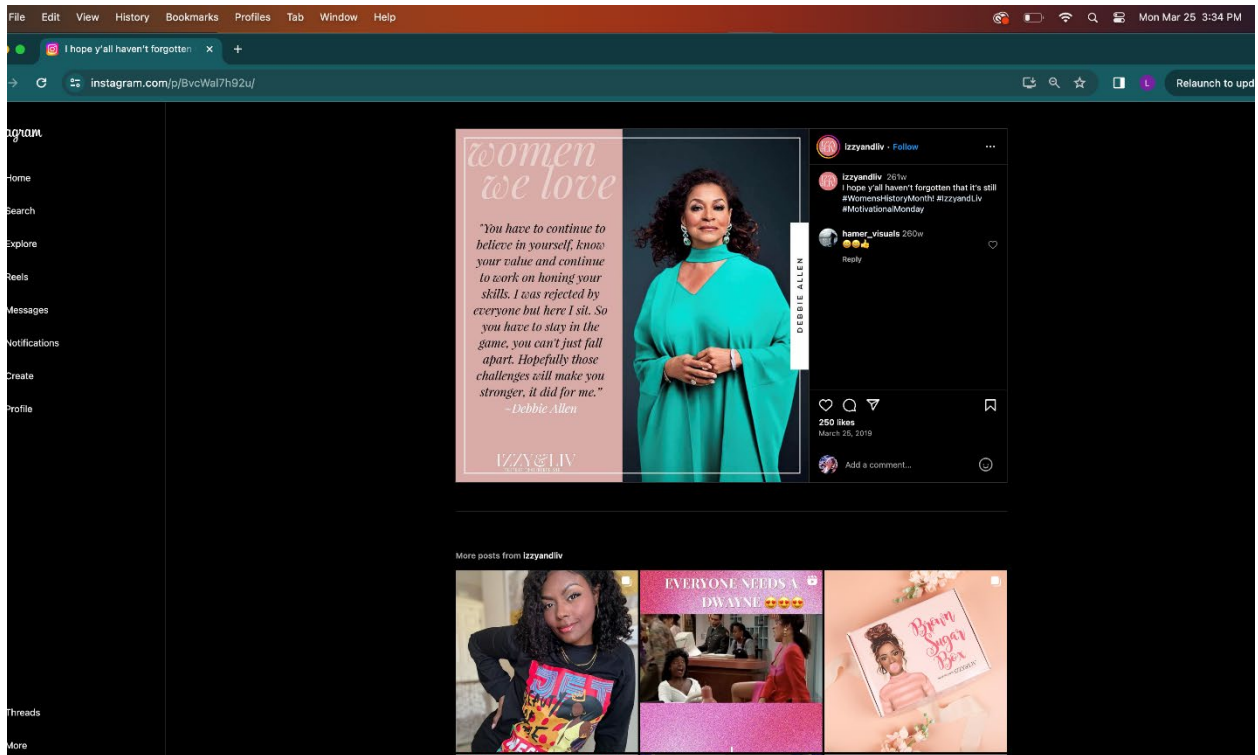 File Edit View History Bookmarks Profiles Tab Window Help
Mon Mar 25 3:34 PM
I hope y'all haven't forgotten
instagram.com/p/BvcWal7h92u/
L
Relaunch to upd
agram
Home
Search
Explore
Reels
Messages
Notifications
Create
Profile
Threads
More
women
we love
"You have to continue to
believe in yourself, know
your value and continue
to work on honing your
skills. I was rejected by
everyone but here I sit. So
you have to stay in the
game, you can't just fall
apart. Hopefully those
challenges will make you
stronger, it did for me."
-Debbie Allen
IZZY&LIV
DEBBIE ALLEN
izzyandliv • Follow
izzyandliv 261w
I hope y'all haven't forgotten that it's still
#WomensHistoryMonth! #IzzyandLiv
#MotivationalMonday
hamer_visuals 260w
Reply
250 likes
March 25, 2019
Add a comment...
More posts from izzyandliv
JET
EVERYONE NEEDS A
DWAYNE
Brown
Sugar
Box